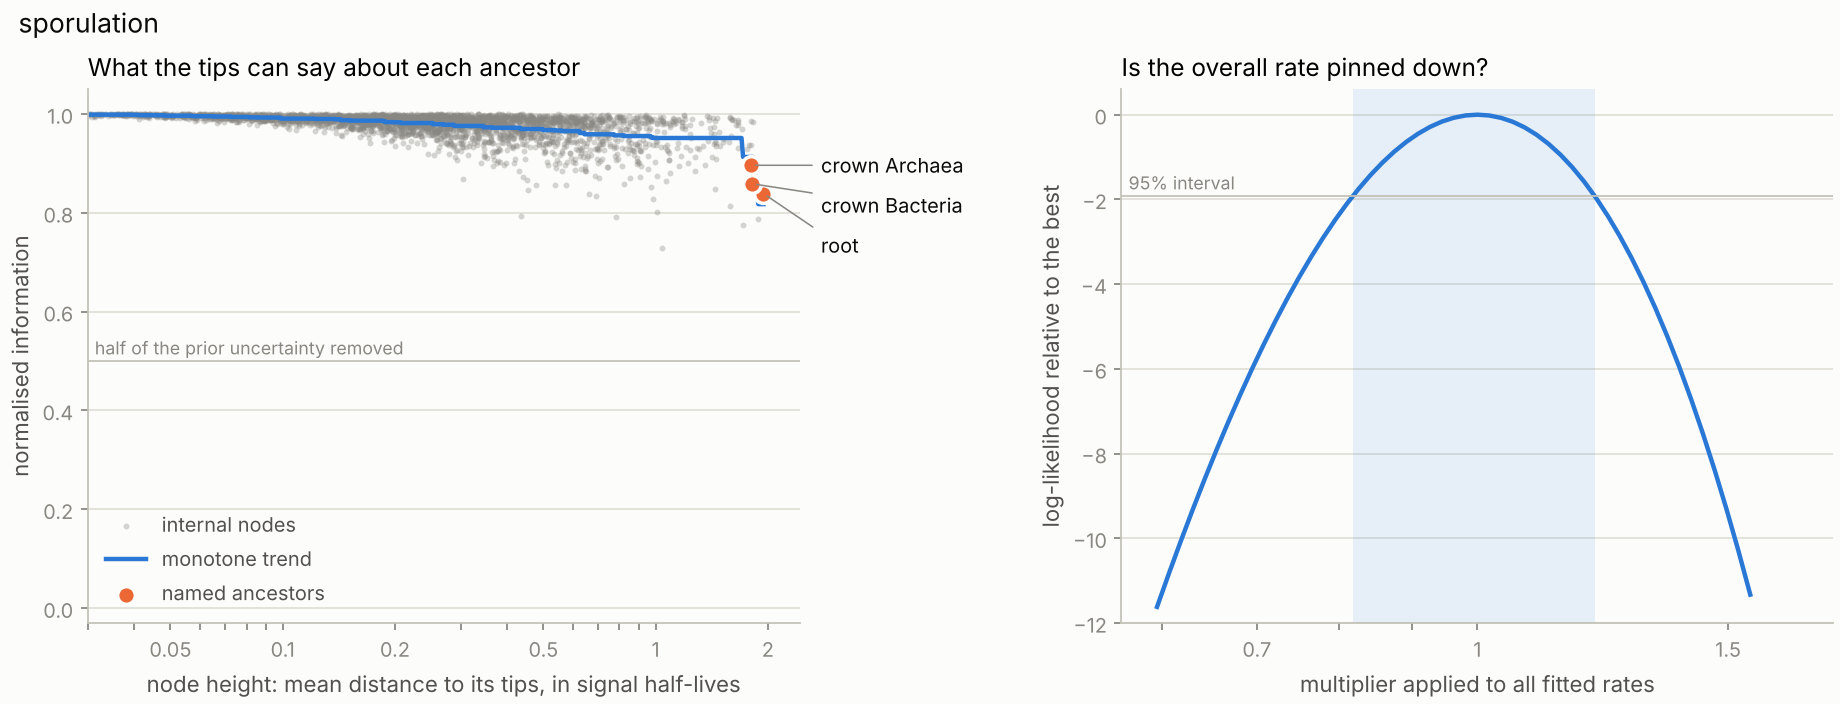 sporulation
What the tips can say about each ancestor
normalised information
1.0
0.8
0.6
0.4
0.2
0.0
crown Archaea
crown Bacteria
root
half of the prior uncertainty removed
internal nodes
monotone trend
named ancestors
0.05
0.1
0.2
0.5
1
2
node height: mean distance to its tips, in signal half-lives
Is the overall rate pinned down?
log-likelihood relative to the best
0
−2
−4
−6
−8
−10
−12
95% interval
0.7
1
1.5
multiplier applied to all fitted rates